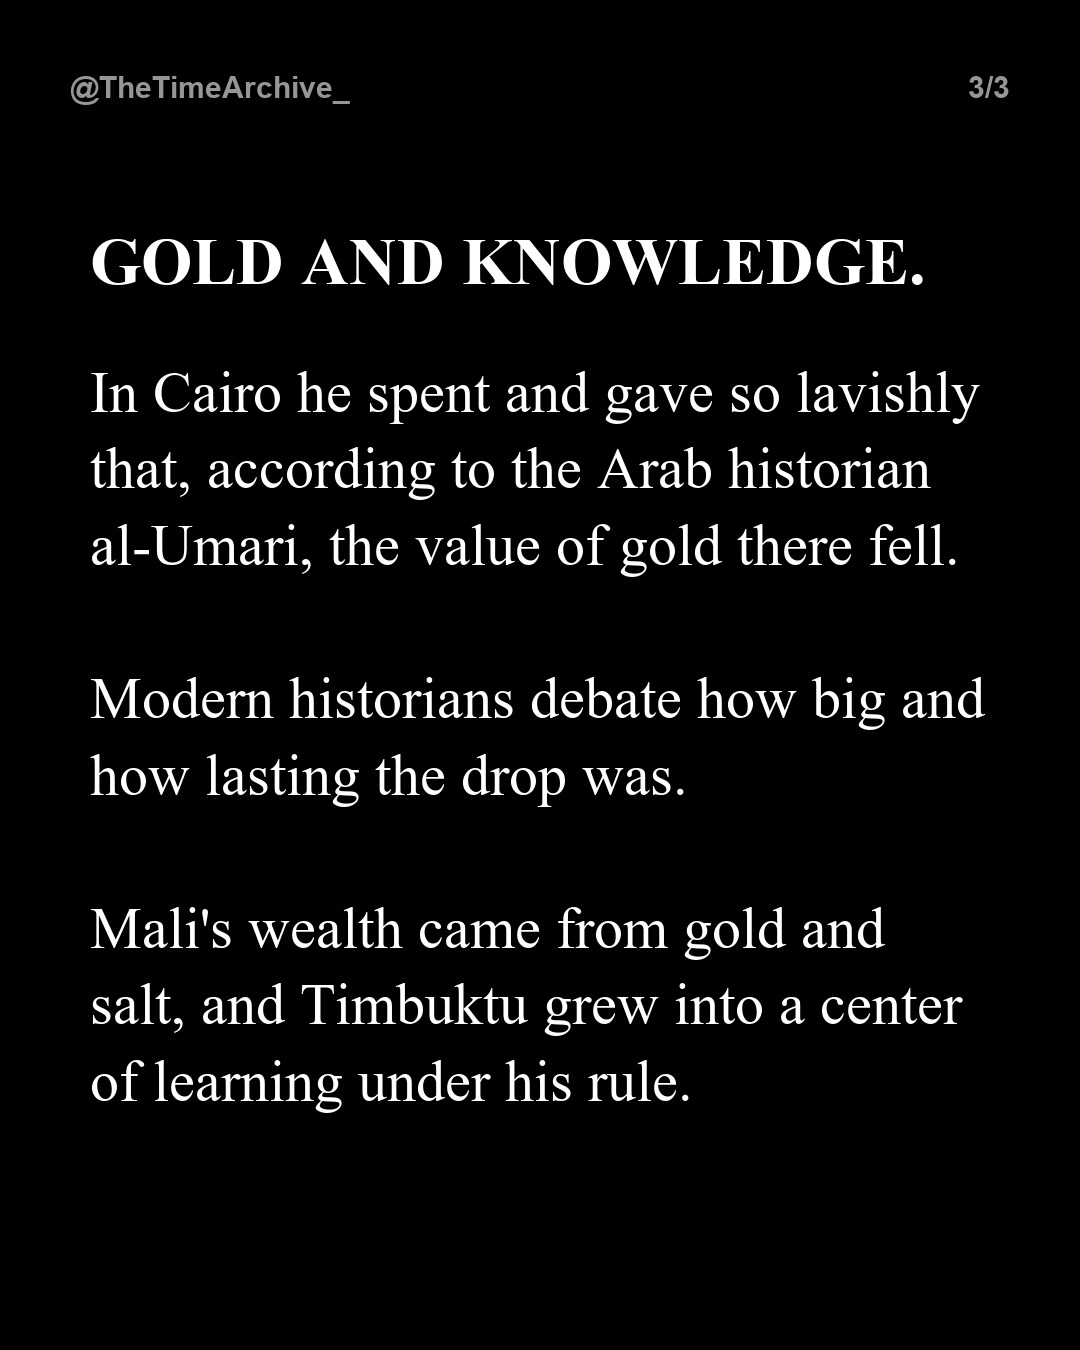 @TheTimeArchive_
3/3
GOLD AND KNOWLEDGE.
In Cairo he spent and gave so lavishly
that, according to the Arab historian
al-Umari, the value of gold there fell.
Modern historians debate how big and
how lasting the drop was.
Mali's wealth came from gold and
salt, and Timbuktu grew into a center
of learning under his rule.